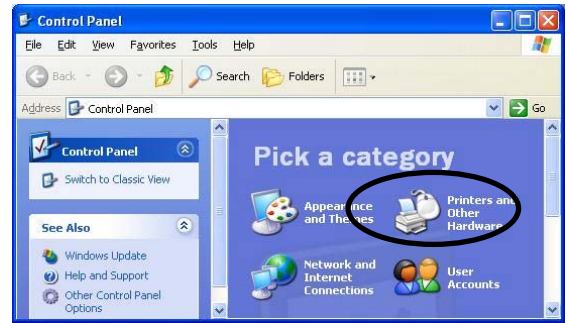 Control Panel
File Edit View Favorites Tools Help
Back Search Folders
Address Control Panel Go
Control Panel
Switch to Classic View
See Also
Windows Update
Help and Support
Other Control Panel
Options
Pick a category
Appearance
and Themes
Printers and
Other
Hardware
Network and
Internet
Connections
User
Accounts